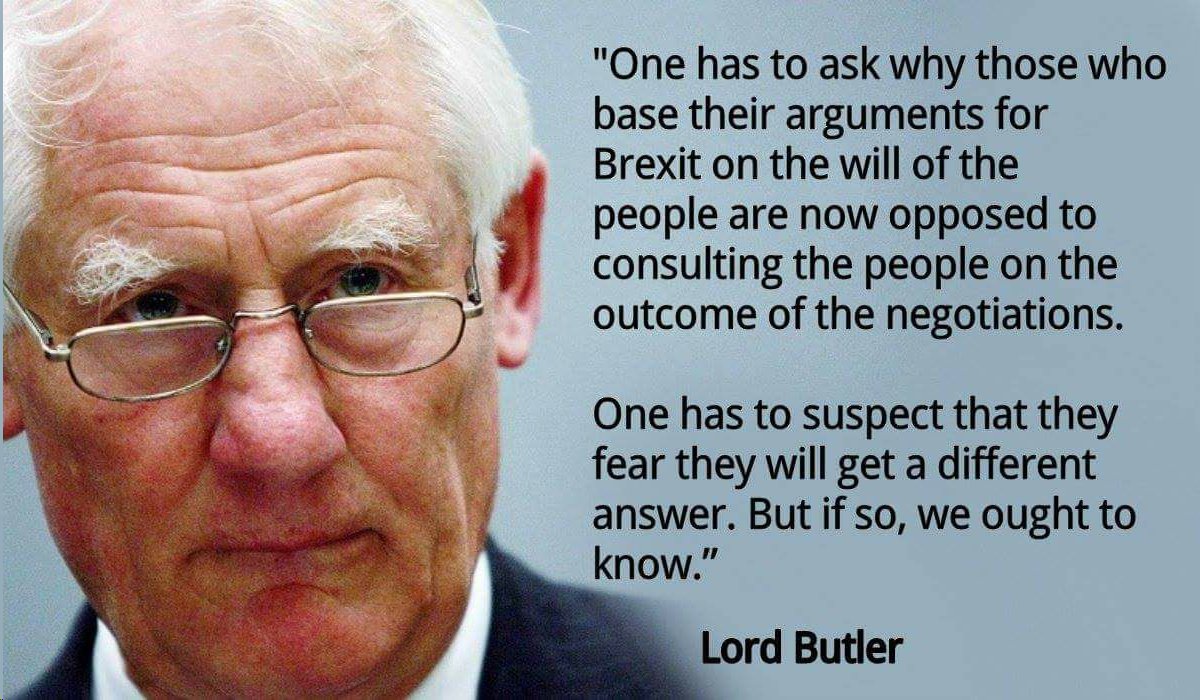 "One has to ask why those who
base their arguments for
Brexit on the will of the
people are now opposed to
consulting the people on the
outcome of the negotiations.
One has to suspect that they
fear they will get a different
answer. But if so, we ought to
know.”
Lord Butler